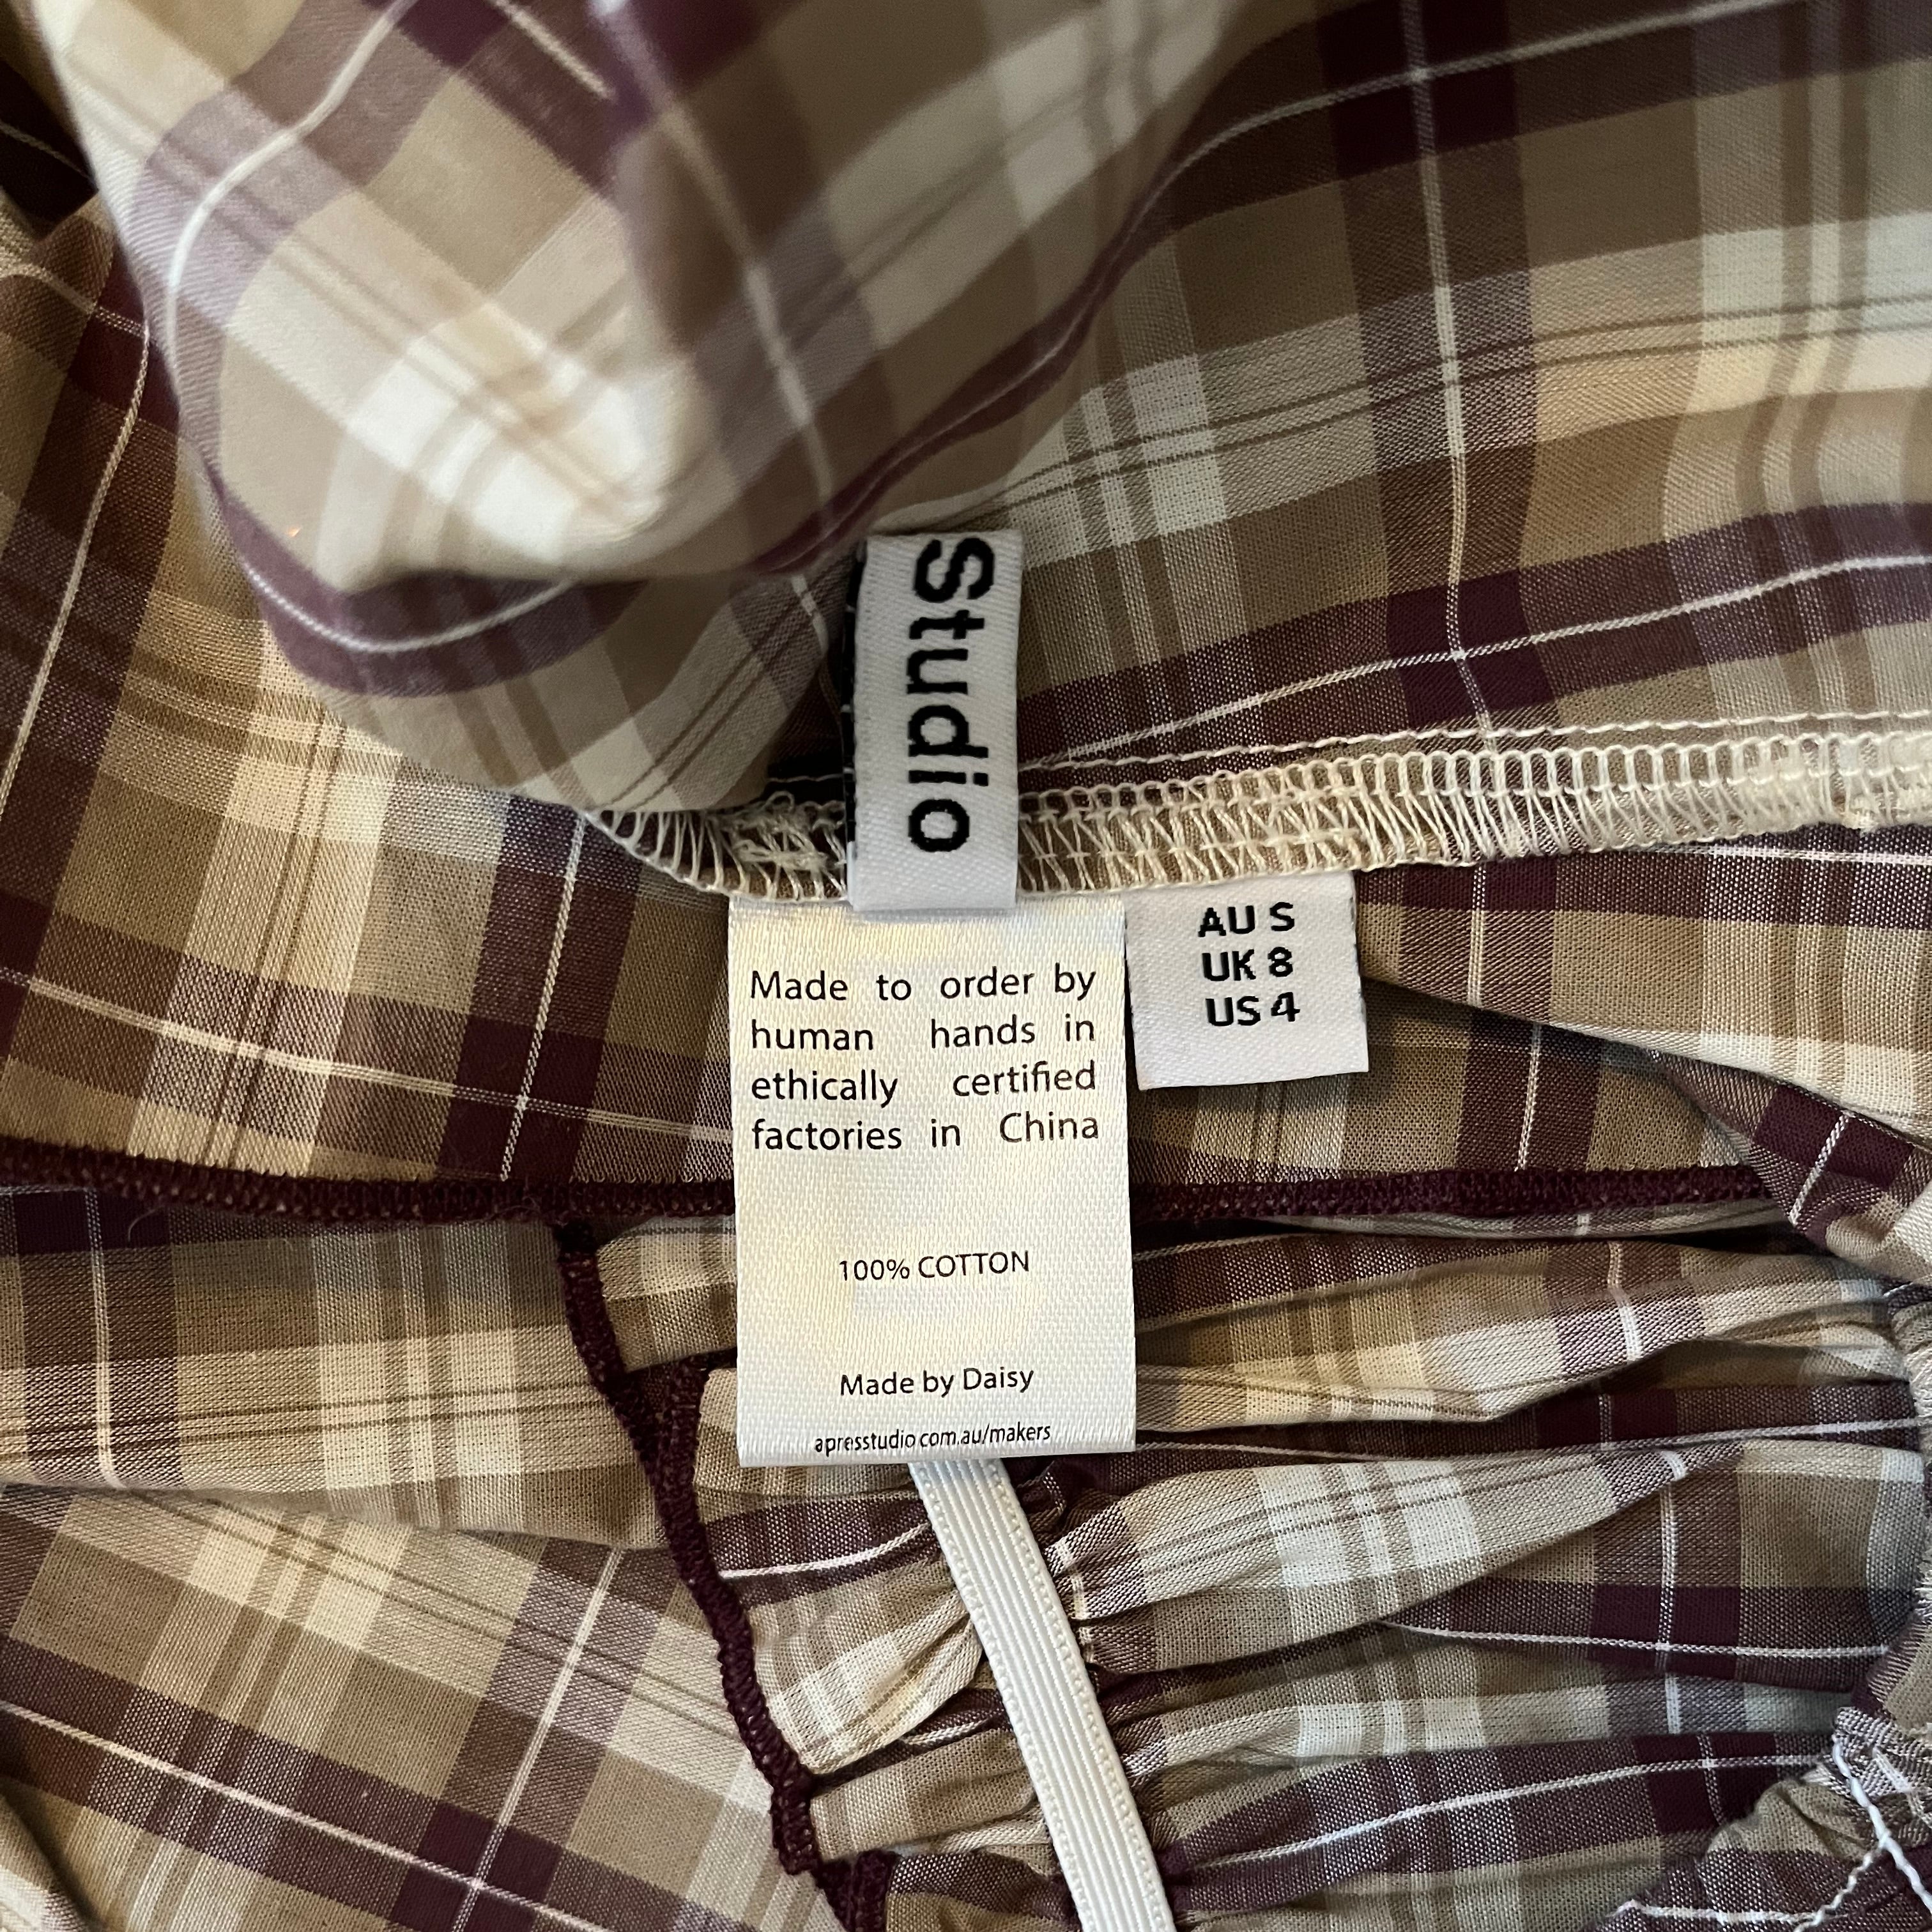 Studio
Made to order by
human hands in
ethically certified
factories in China
100% COTTON
Made by Daisy
apresstudio.com.au/makers
AU S
UK 8
US 4